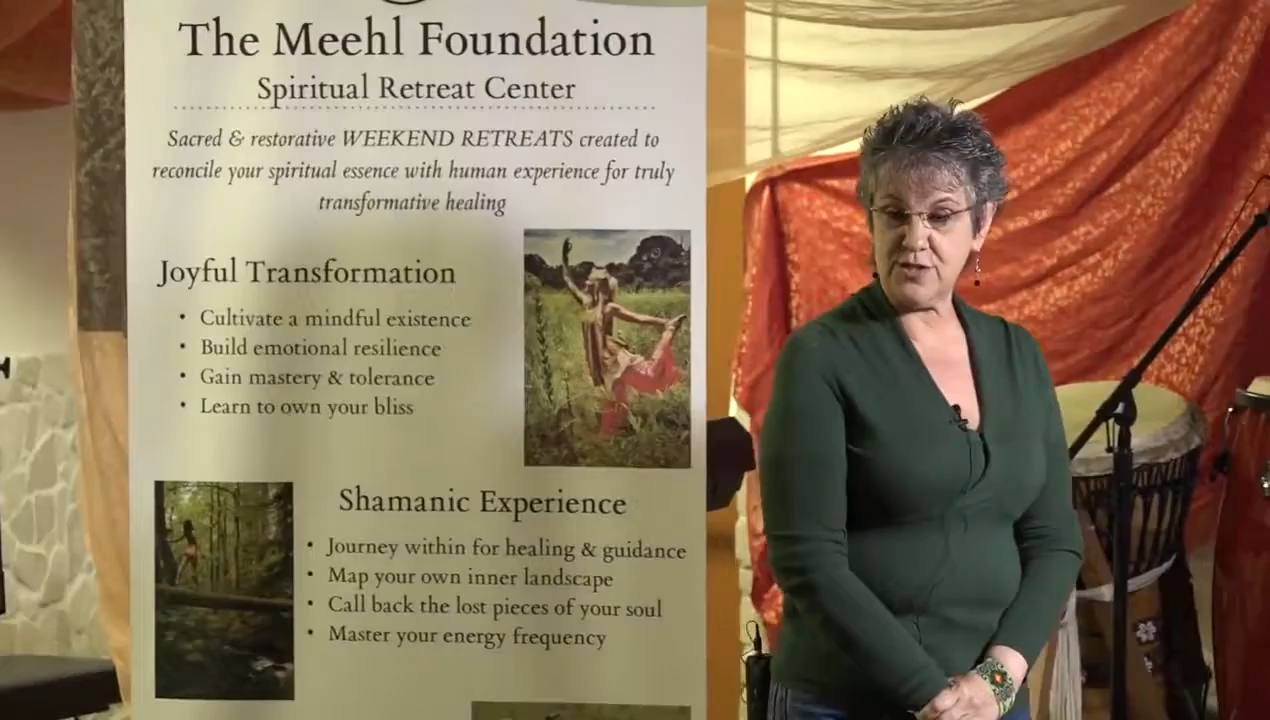 The Meehl Foundation
Spiritual Retreat Center
Sacred & restorative WEEKEND RETREATS created to
reconcile your spiritual essence with human experience for truly
transformative healing
Joyful Transformation
• Cultivate a mindful existence
• Build emotional resilience
• Gain mastery & tolerance
• Learn to own your bliss
Shamanic Experience
• Journey within for healing & guidance
• Map your own inner landscape
• Call back the lost pieces of your soul
• Master your energy frequency